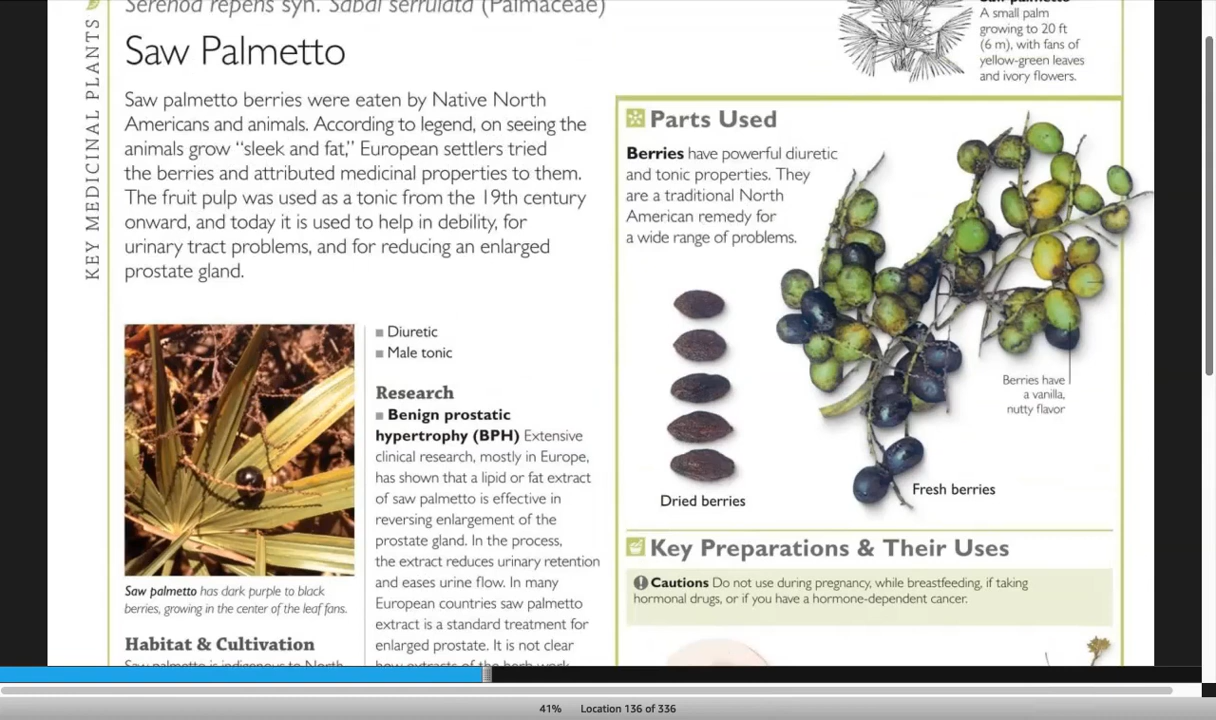 Serenoa repens syn. Sabal serrulata (Palmaceae)
KEY MEDICINAL PLANTS
Saw Palmetto
Saw palmetto berries were eaten by Native North
Americans and animals. According to legend, on seeing the
animals grow “sleek and fat,” European settlers tried
the berries and attributed medicinal properties to them.
The fruit pulp was used as a tonic from the 19th century
onward, and today it is used to help in debility, for
urinary tract problems, and for reducing an enlarged
prostate gland.
Saw palmetto has dark purple to black
berries, growing in the center of the leaf fans.
Habitat & Cultivation
Saw palmetto is indigenous to North
■ Diuretic
■ Male tonic
Research
■ Benign prostatic
hypertrophy (BPH) Extensive
clinical research, mostly in Europe,
has shown that a lipid or fat extract
of saw palmetto is effective in
reversing enlargement of the
prostate gland. In the process,
the extract reduces urinary retention
and eases urine flow. In many
European countries saw palmetto
extract is a standard treatment for
enlarged prostate. It is not clear
how extracts of the herb work
A small palm
growing to 20 ft
(6 m), with fans of
yellow-green leaves
and ivory flowers.
Parts Used
Berries have powerful diuretic
and tonic properties. They
are a traditional North
American remedy for
a wide range of problems.
Berries have
a vanilla,
nutty flavor
Dried berries
Fresh berries
Key Preparations & Their Uses
Cautions Do not use during pregnancy, while breastfeeding, if taking
hormonal drugs, or if you have a hormone-dependent cancer.
41% Location 136 of 336